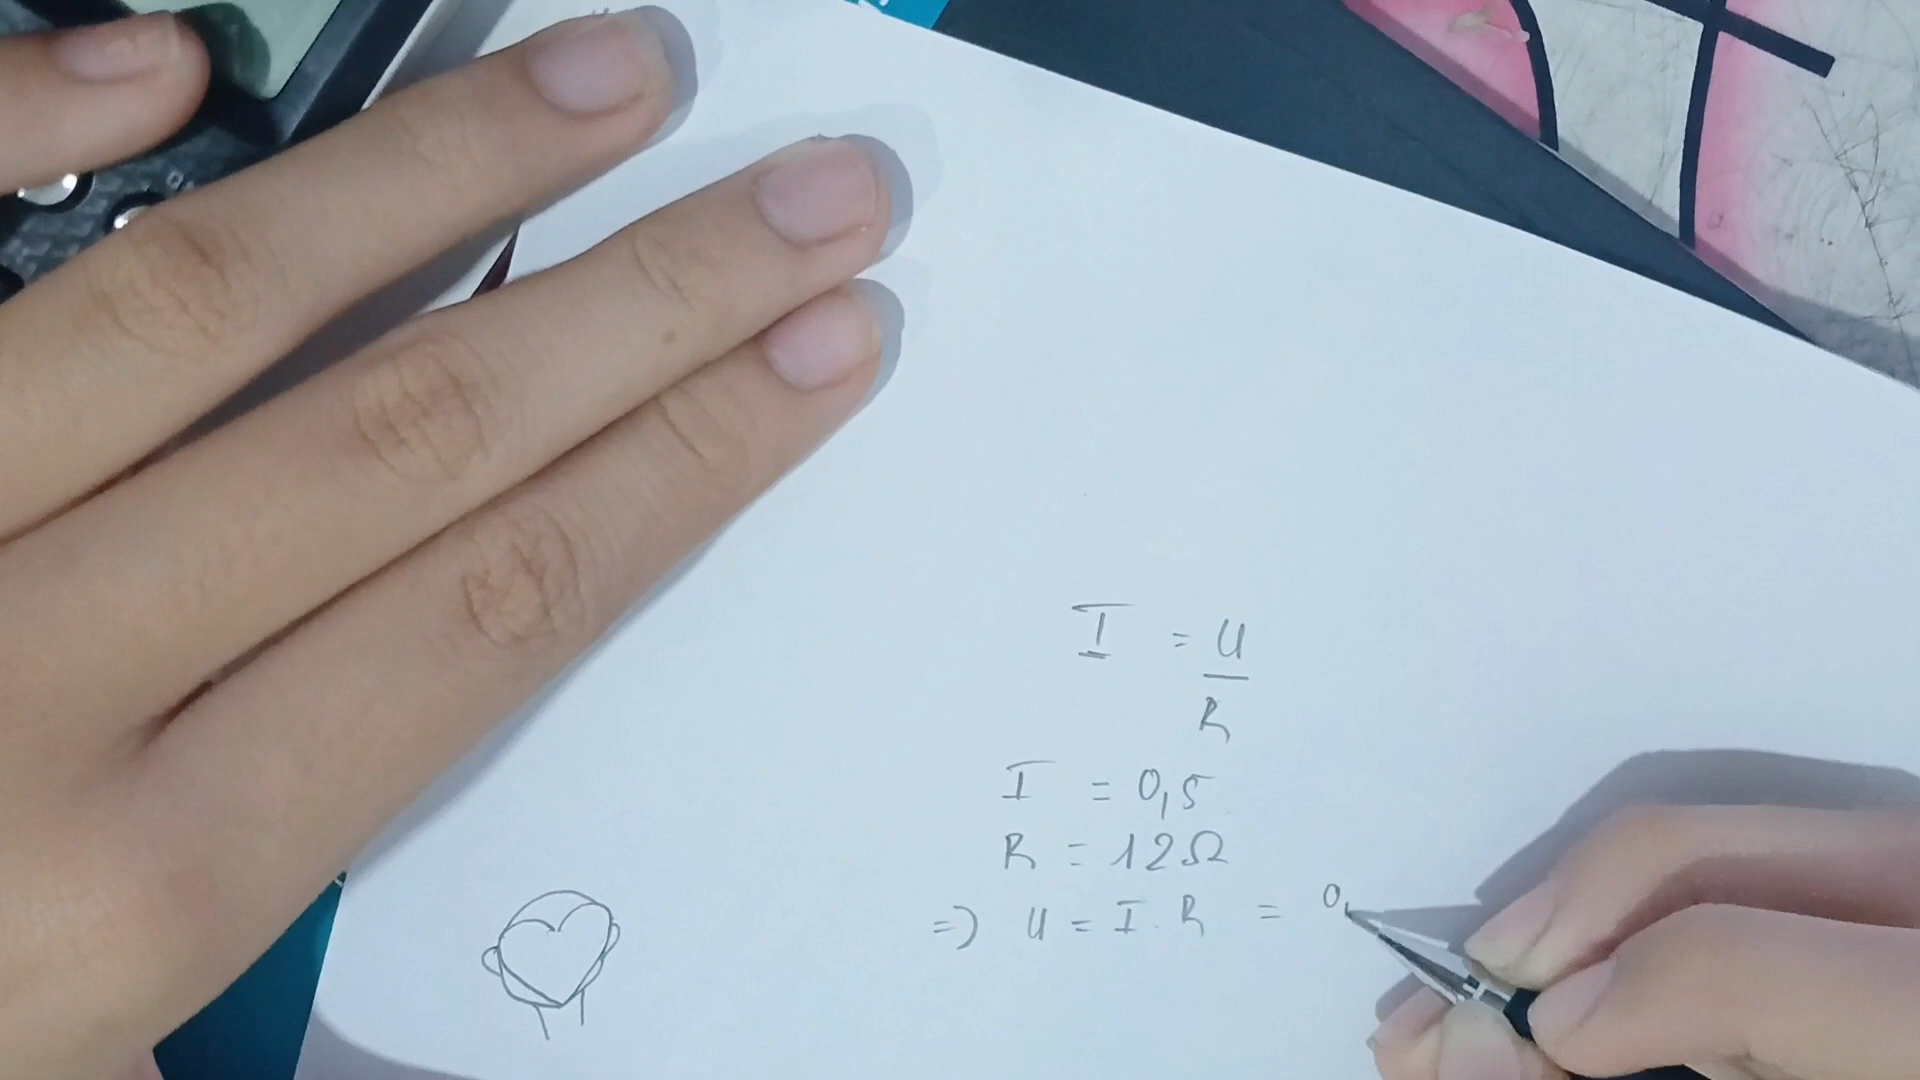 I = U/R
I = 0,5
R = 12Ω
=) U = I . R = 0,